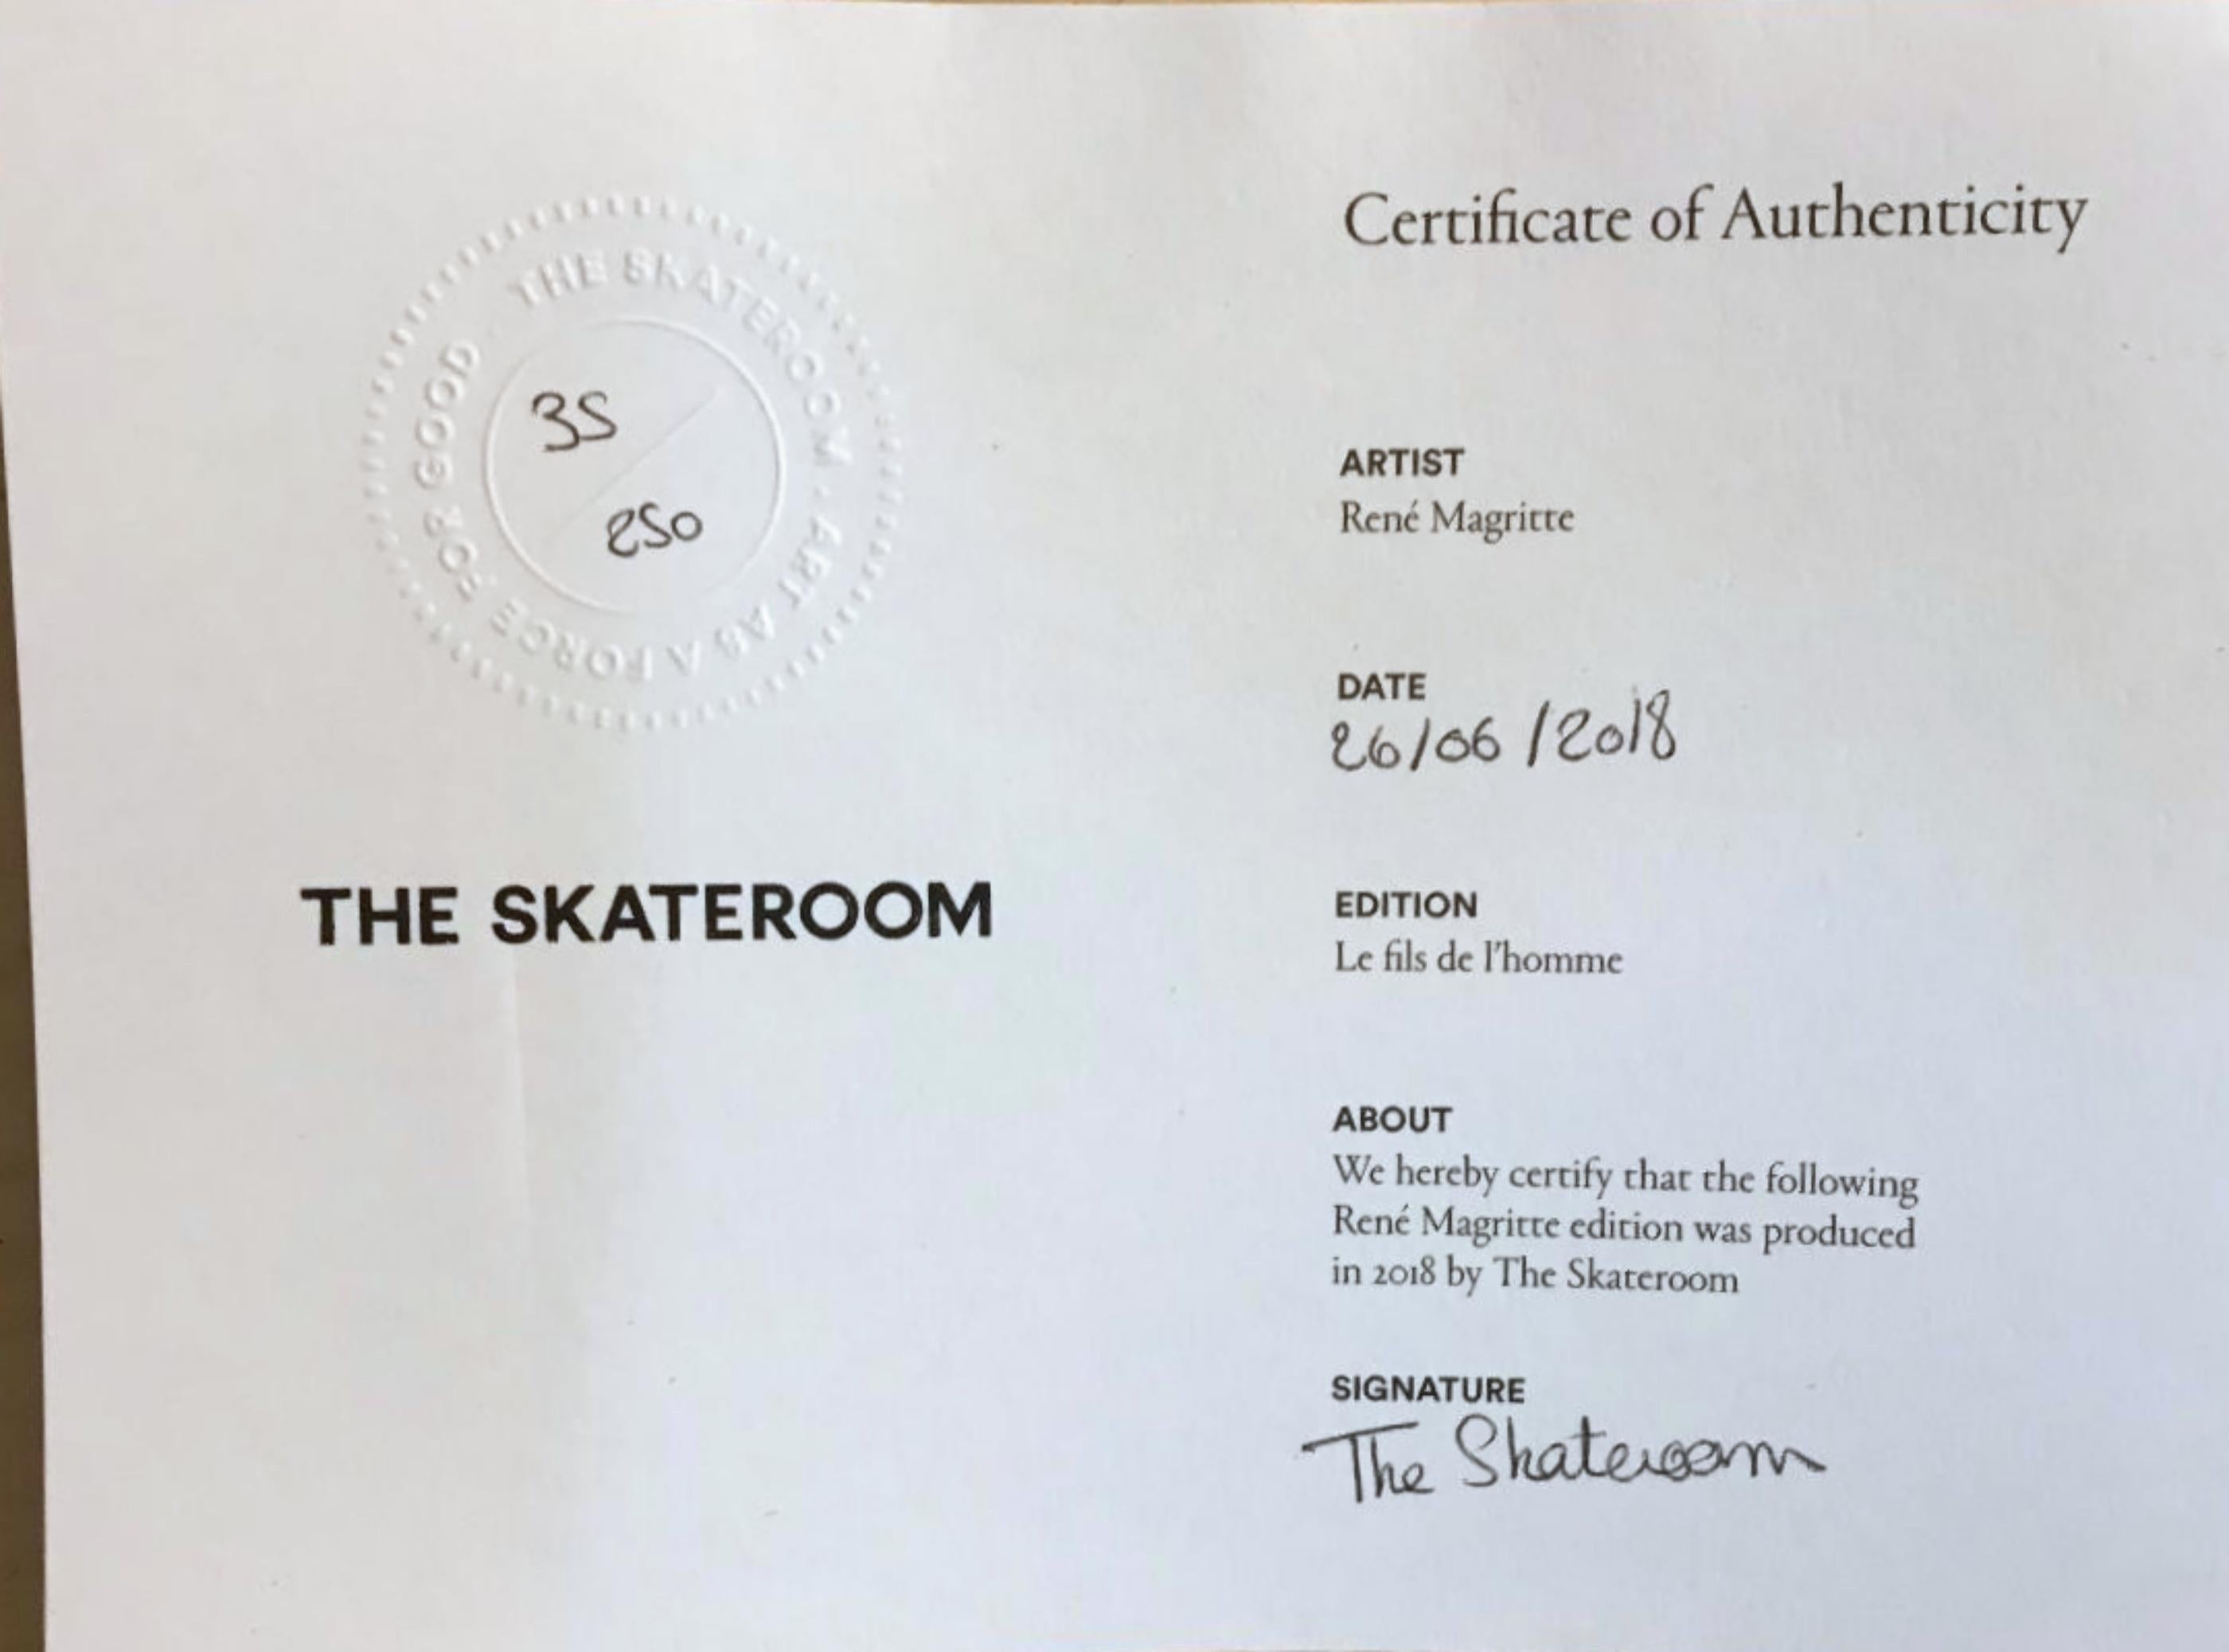 THE SKATEROOM · ART AS A FORCE FOR GOOD ·
35
250
THE SKATEROOM
Certificate of Authenticity
ARTIST
René Magritte
DATE
26/06/2018
EDITION
Le fils de l'homme
ABOUT
We hereby certify that the following
René Magritte edition was produced
in 2018 by The Skateroom
SIGNATURE
The Skateroom